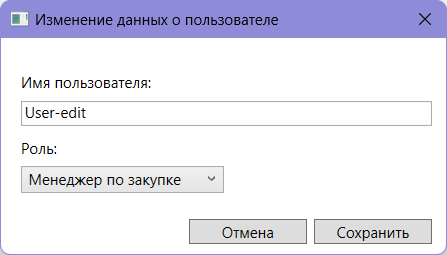 Изменение данных о пользователе
Имя пользователя:
User-edit
Роль:
Менеджер по закупке
Отмена
Сохранить